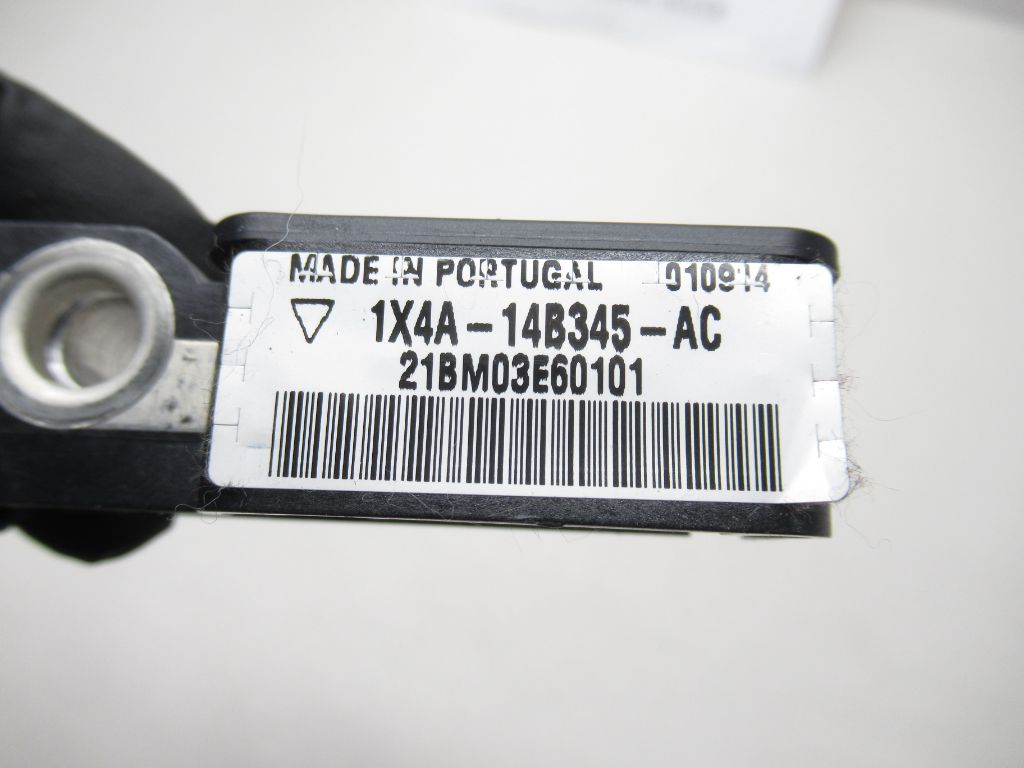 MADE IN PORTUGAL 010914
1X4A-14B345-AC
21BM03E60101